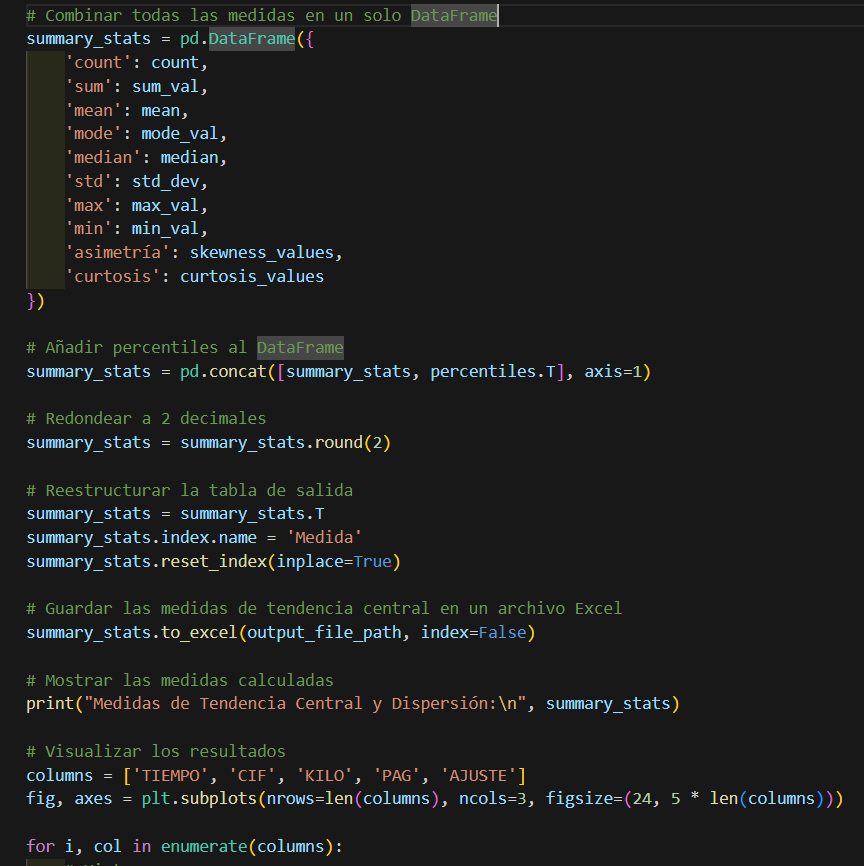 # Combinar todas las medidas en un solo DataFrame
summary_stats = pd.DataFrame({
    'count': count,
    'sum': sum_val,
    'mean': mean,
    'mode': mode_val,
    'median': median,
    'std': std_dev,
    'max': max_val,
    'min': min_val,
    'asimetría': skewness_values,
    'curtosis': curtosis_values
})
# Añadir percentiles al DataFrame
summary_stats = pd.concat([summary_stats, percentiles.T], axis=1)
# Redondear a 2 decimales
summary_stats = summary_stats.round(2)
# Reestructurar la tabla de salida
summary_stats = summary_stats.T
summary_stats.index.name = 'Medida'
summary_stats.reset_index(inplace=True)
# Guardar las medidas de tendencia central en un archivo Excel
summary_stats.to_excel(output_file_path, index=False)
# Mostrar las medidas calculadas
print("Medidas de Tendencia Central y Dispersión:\n", summary_stats)
# Visualizar los resultados
columns = ['TIEMPO', 'CIF', 'KILO', 'PAG', 'AJUSTE']
fig, axes = plt.subplots(nrows=len(columns), ncols=3, figsize=(24, 5 * len(columns)))
for i, col in enumerate(columns):